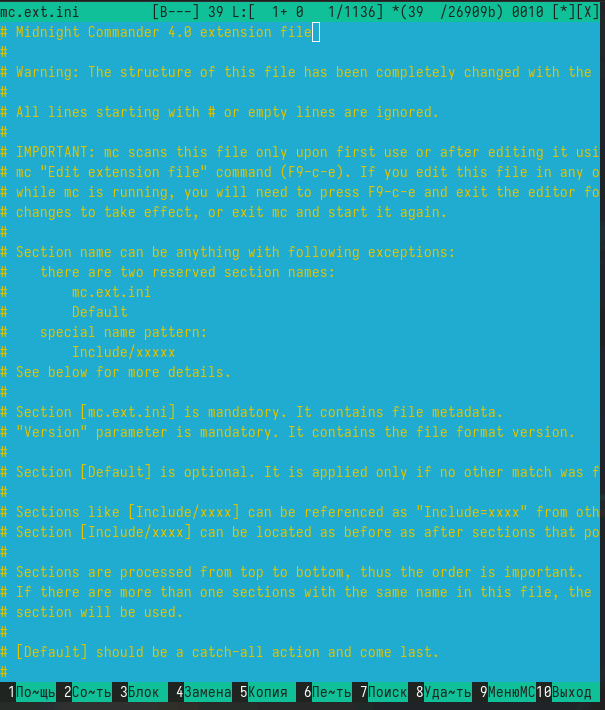 mc.ext.ini [B---] 39 L:[ 1+ 0 1/1136] *(39 /26909b) 0010 [*][X]
# Midnight Commander 4.0 extension file
#
# Warning: The structure of this file has been completely changed with the
#
# All lines starting with # or empty lines are ignored.
#
# IMPORTANT: mc scans this file only upon first use or after editing it usi
# mc "Edit extension file" command (F9-c-e). If you edit this file in any o
# while mc is running, you will need to press F9-c-e and exit the editor fo
# changes to take effect, or exit mc and start it again.
#
# Section name can be anything with following exceptions:
#    there are two reserved section names:
#        mc.ext.ini
#        Default
#    special name pattern:
#        Include/xxxxx
# See below for more details.
#
# Section [mc.ext.ini] is mandatory. It contains file metadata.
# "Version" parameter is mandatory. It contains the file format version.
#
# Section [Default] is optional. It is applied only if no other match was f
#
# Sections like [Include/xxxx] can be referenced as "Include=xxxx" from oth
# Section [Include/xxxx] can be located as before as after sections that po
#
# Sections are processed from top to bottom, thus the order is important.
# If there are more than one sections with the same name in this file, the
# section will be used.
#
# [Default] should be a catch-all action and come last.
#
1По~щь 2Со~ть 3Блок 4Замена 5Копия 6Пе~ть 7Поиск 8Уда~ть 9МенюMC 10Выход